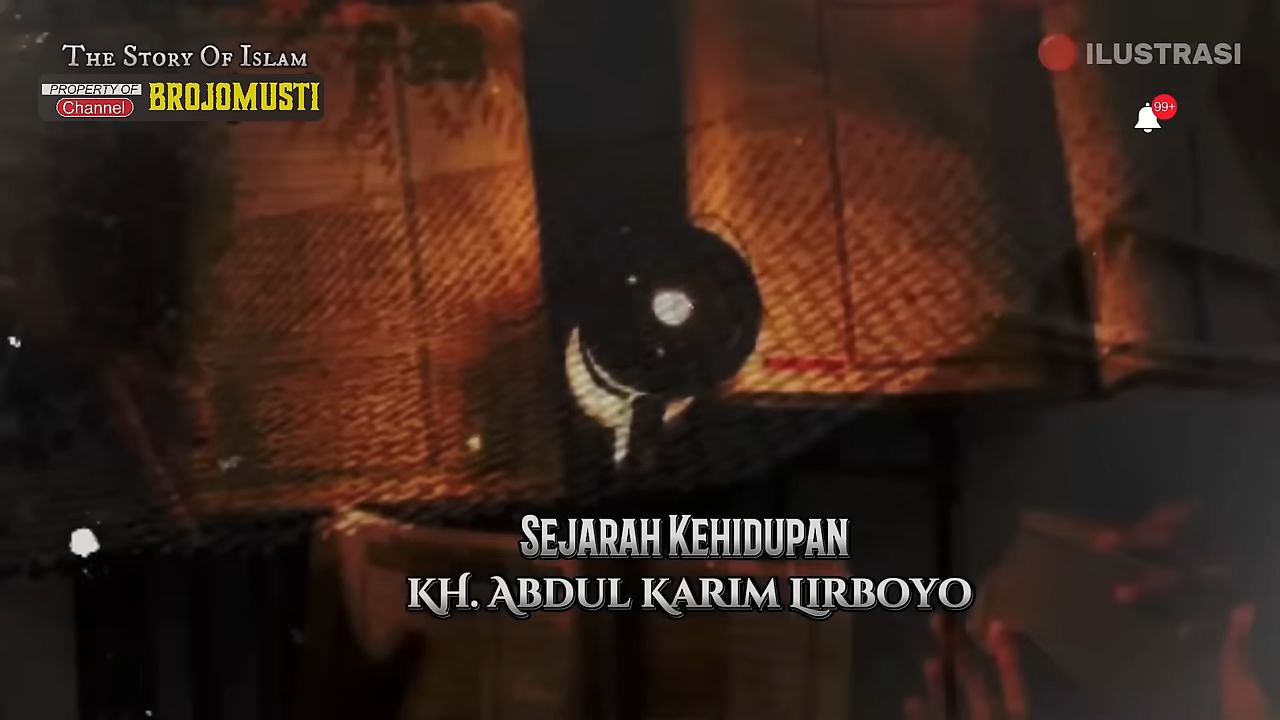 The Story Of Islam
PROPERTY OF
Channel
BROJOMUSTI
ILUSTRASI
99+
Sejarah Kehidupan
KH. Abdul Karim Lirboyo